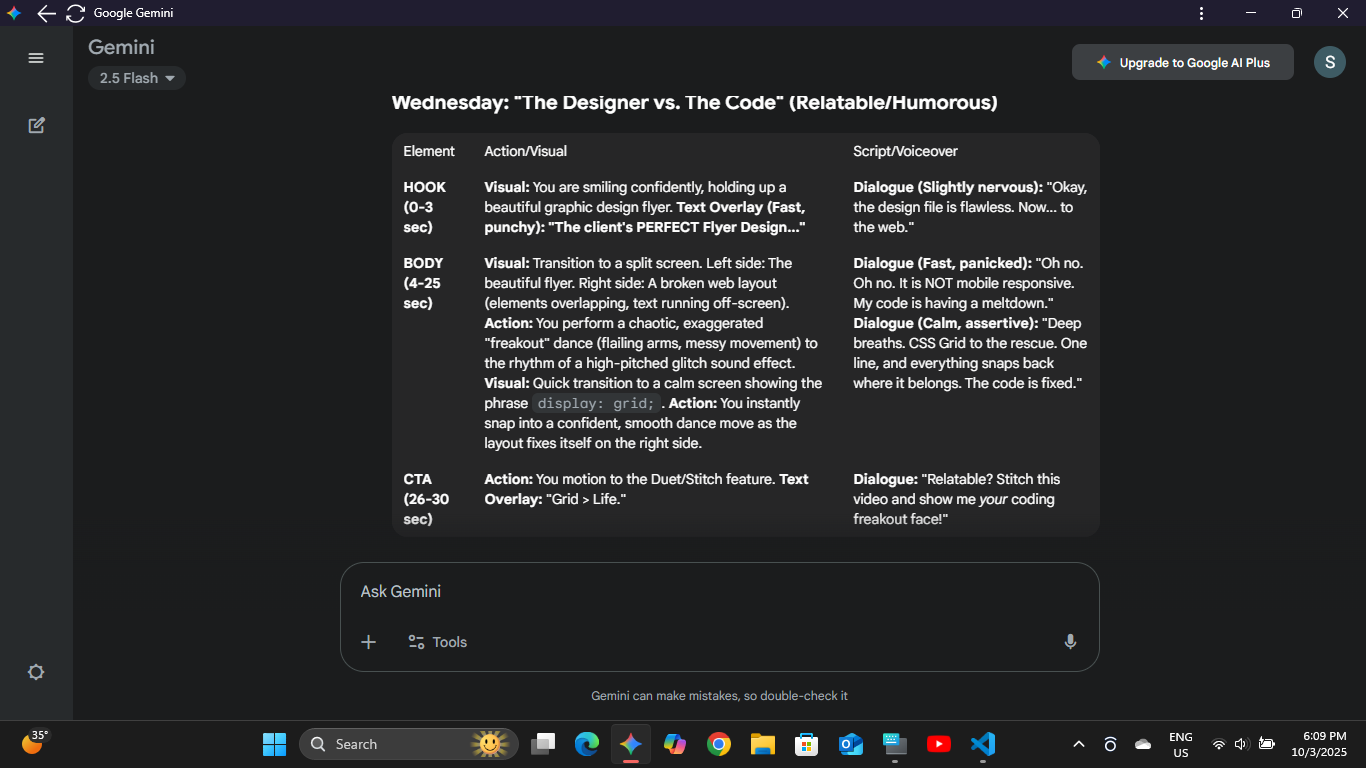 Google Gemini
Gemini
2.5 Flash
Upgrade to Google AI Plus
S
Wednesday: "The Designer vs. The Code" (Relatable/Humorous)
Element
Action/Visual
Script/Voiceover
HOOK
(0-3
sec)
Visual: You are smiling confidently, holding up a
beautiful graphic design flyer. Text Overlay (Fast,
punchy): "The client's PERFECT Flyer Design..."
Dialogue (Slightly nervous): "Okay,
the design file is flawless. Now... to
the web."
BODY
(4-25
sec)
Visual: Transition to a split screen. Left side: The
beautiful flyer. Right side: A broken web layout
(elements overlapping, text running off-screen).
Action: You perform a chaotic, exaggerated
"freakout" dance (flailing arms, messy movement) to
the rhythm of a high-pitched glitch sound effect.
Visual: Quick transition to a calm screen showing the
phrase display: grid; . Action: You instantly
snap into a confident, smooth dance move as the
layout fixes itself on the right side.
Dialogue (Fast, panicked): "Oh no.
Oh no. It is NOT mobile responsive.
My code is having a meltdown."
Dialogue (Calm, assertive): "Deep
breaths. CSS Grid to the rescue. One
line, and everything snaps back
where it belongs. The code is fixed."
CTA
(26-30
sec)
Action: You motion to the Duet/Stitch feature. Text
Overlay: "Grid > Life."
Dialogue: "Relatable? Stitch this
video and show me your coding
freakout face!"
Ask Gemini
Tools
Gemini can make mistakes, so double-check it
35°
Search
ENG
US
6:09 PM
10/3/2025